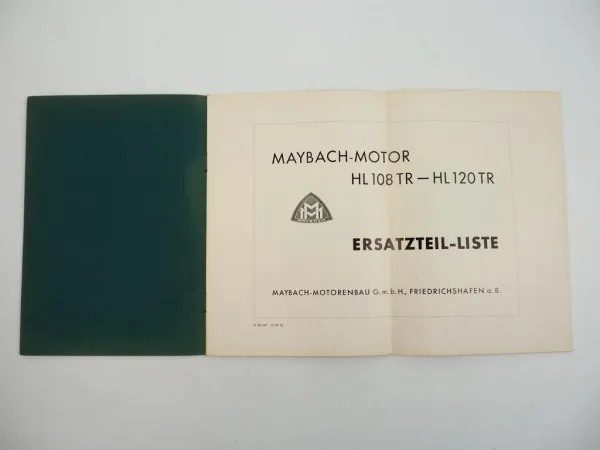 MAYBACH-MOTOR
HL 108 TR — HL 120 TR
ERSATZTEIL-LISTE
MAYBACH-MOTORENBAU G.m.b.H., FRIEDRICHSHAFEN a. B.